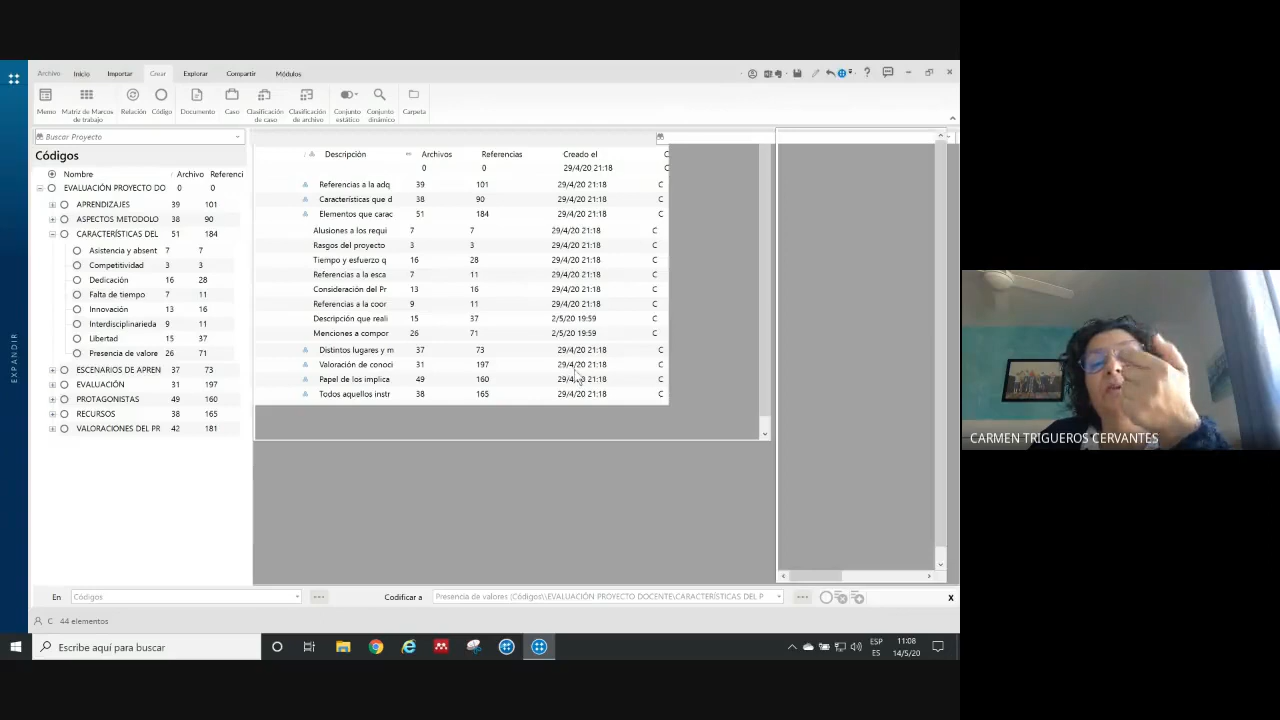 Archivo Inicio Importar Crear Explorar Compartir Módulos
Memo Matriz de Marcos de trabajo Relación Código Documento Caso Clasificación de caso Clasificación de archivo Conjunto estático Conjunto dinámico Carpeta
Buscar Proyecto
Códigos
Nombre Archivo Referenci
EVALUACIÓN PROYECTO DO 0 0
APRENDIZAJES 39 101
ASPECTOS METODOLO 38 90
CARACTERÍSTICAS DEL 51 184
Asistencia y absent 7 7
Competitividad 3 3
Dedicación 16 28
Falta de tiempo 7 11
Innovación 13 16
Interdisciplinarieda 9 11
Libertad 15 37
Presencia de valore 26 71
ESCENARIOS DE APREN 37 73
EVALUACIÓN 31 197
PROTAGONISTAS 49 160
RECURSOS 38 165
VALORACIONES DEL PR 42 181
Descripción Archivos Referencias Creado el C
0 0 29/4/20 21:18 C
Referencias a la adq 39 101 29/4/20 21:18 C
Características que d 38 90 29/4/20 21:18 C
Elementos que carac 51 184 29/4/20 21:18 C
Alusiones a los requi 7 7 29/4/20 21:18 C
Rasgos del proyecto 3 3 29/4/20 21:18 C
Tiempo y esfuerzo q 16 28 29/4/20 21:18 C
Referencias a la esca 7 11 29/4/20 21:18 C
Consideración del Pr 13 16 29/4/20 21:18 C
Referencias a la coor 9 11 29/4/20 21:18 C
Descripción que reali 15 37 2/5/20 19:59 C
Menciones a compor 26 71 2/5/20 19:59 C
Distintos lugares y m 37 73 29/4/20 21:18 C
Valoración de conoci 31 197 29/4/20 21:18 C
Papel de los implica 49 160 29/4/20 21:18 C
Todos aquellos instr 38 165 29/4/20 21:18 C
EXPANDIR
En Códigos Codificar a Presencia de valores (Códigos\\EVALUACIÓN PROYECTO DOCENTE\CARACTERÍSTICAS DEL P
C 44 elementos
Escribe aquí para buscar
ESP 11:08
ES 14/5/20
CARMEN TRIGUEROS CERVANTES